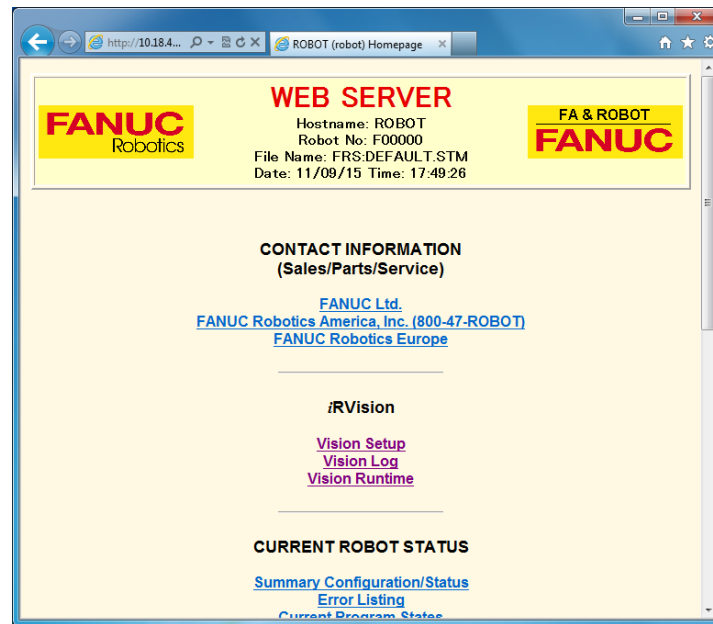 http://10.18.4...
ROBOT (robot) Homepage
FANUC
Robotics
WEB SERVER
Hostname: ROBOT
Robot No: F00000
File Name: FRS:DEFAULT.STM
Date: 11/09/15 Time: 17:49:26
FA & ROBOT
FANUC
CONTACT INFORMATION
(Sales/Parts/Service)
FANUC Ltd.
FANUC Robotics America, Inc. (800-47-ROBOT)
FANUC Robotics Europe
iRVision
Vision Setup
Vision Log
Vision Runtime
CURRENT ROBOT STATUS
Summary Configuration/Status
Error Listing
Current Program States